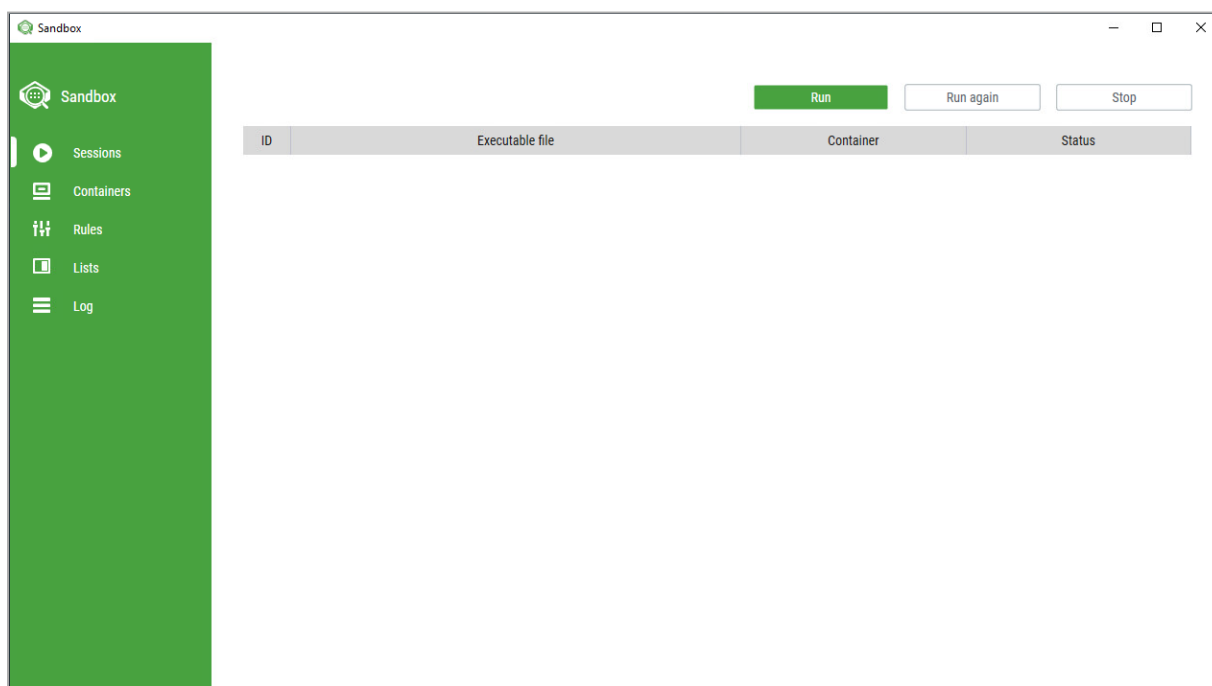 Sandbox
Sandbox
Run Run again Stop
ID Executable file Container Status
Sessions
Containers
Rules
Lists
Log